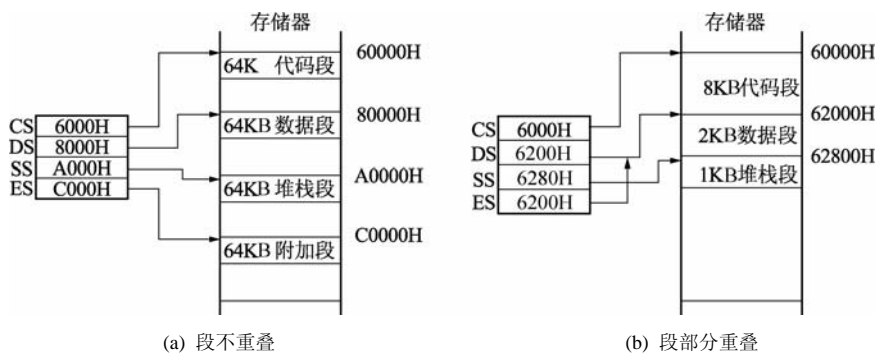 存储器
60000H
64K 代码段
80000H
64KB 数据段
CS 6000H
DS 8000H
SS A000H
ES C000H
A0000H
64KB 堆栈段
C0000H
64KB 附加段
(a) 段不重叠
存储器
60000H
8KB代码段
62000H
2KB数据段
62800H
1KB堆栈段
CS 6000H
DS 6200H
SS 6280H
ES 6200H
(b) 段部分重叠